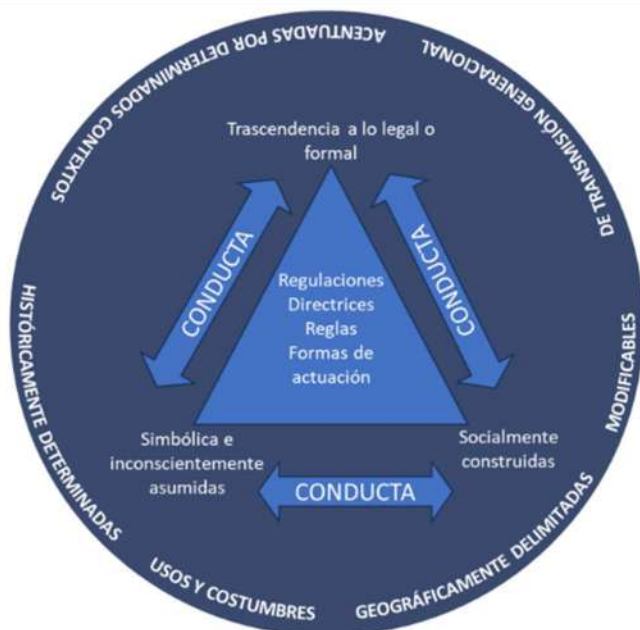 ACENTUADAS POR DETERMINADOS CONTEXTOS
DE TRANSMISIÓN GENERACIONAL
Trascendencia a lo legal o
formal
CONDUCTA
CONDUCTA
Regulaciones
Directrices
Reglas
Formas de
actuación
HISTÓRICAMENTE DETERMINADAS
MODIFICABLES
Simbólica e
inconscientemente
asumidas
Socialmente
construidas
CONDUCTA
USOS Y COSTUMBRES
GEOGRÁFICAMENTE DELIMITADAS